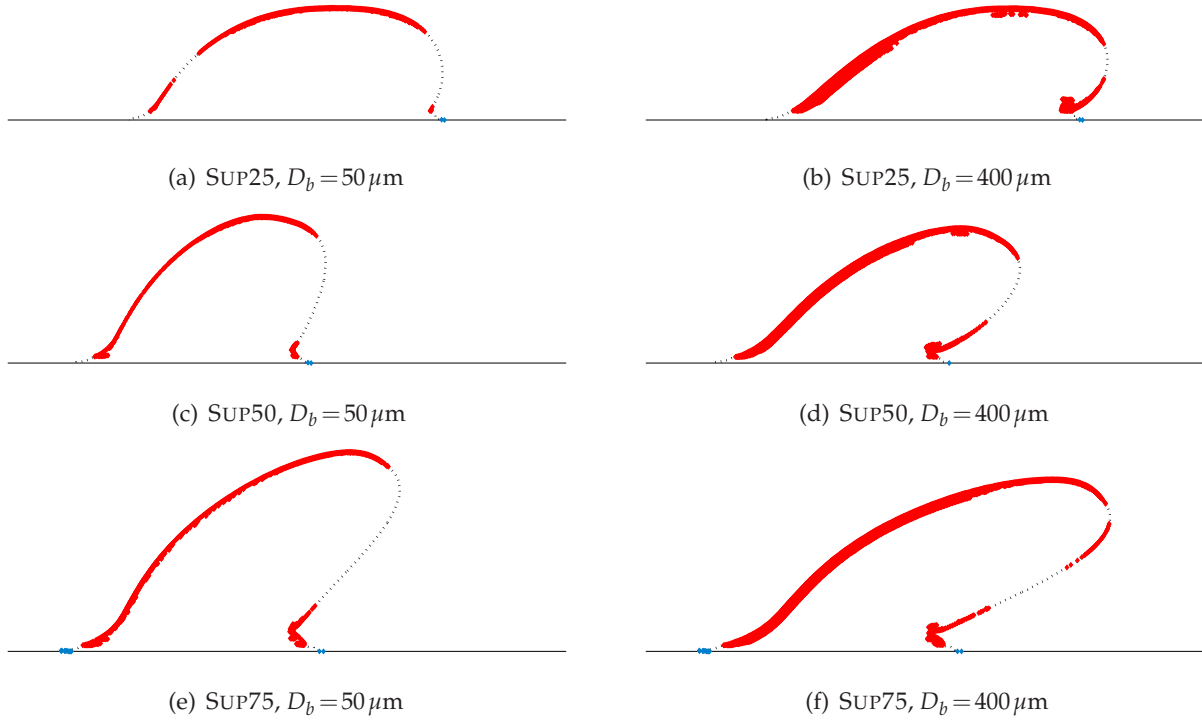 (a) SUP25, D_b = 50 μm
(b) SUP25, D_b = 400 μm
(c) SUP50, D_b = 50 μm
(d) SUP50, D_b = 400 μm
(e) SUP75, D_b = 50 μm
(f) SUP75, D_b = 400 μm